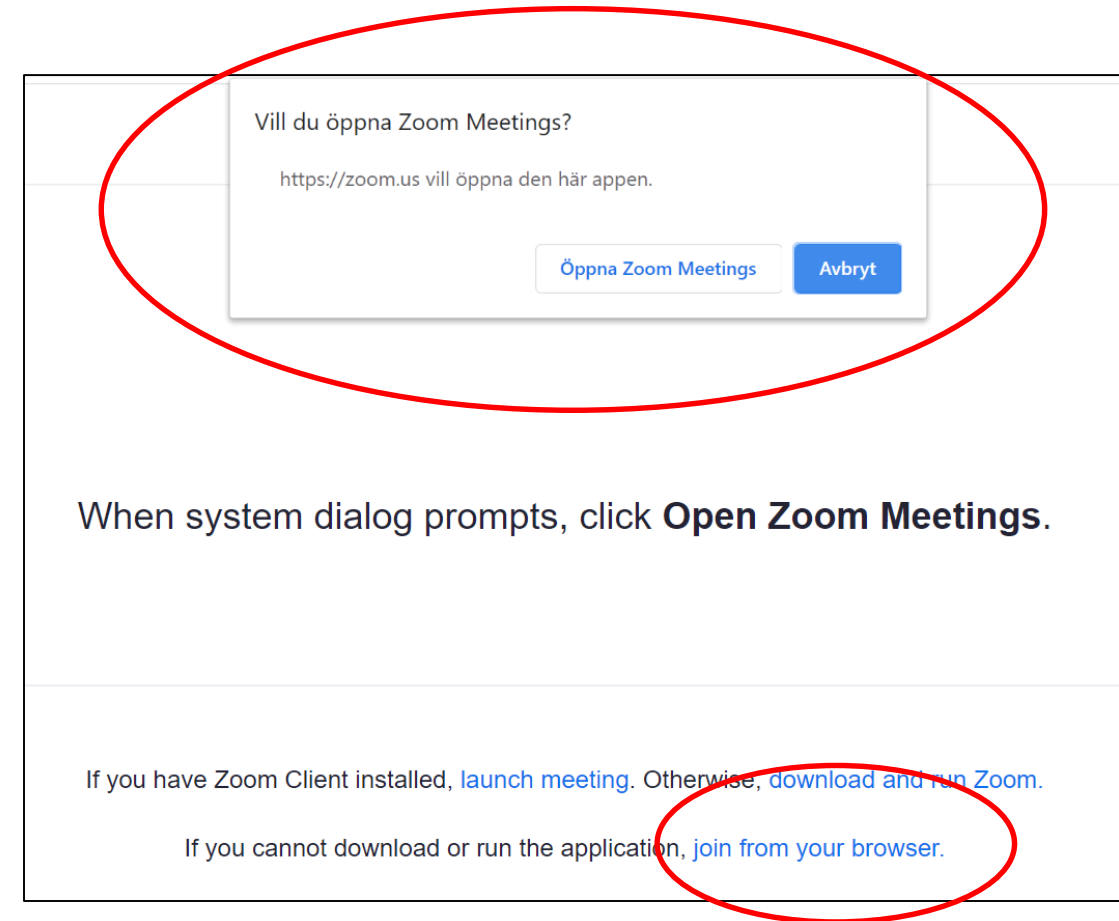 Vill du öppna Zoom Meetings?
https://zoom.us vill öppna den här appen.
Öppna Zoom Meetings Avbryt
When system dialog prompts, click Open Zoom Meetings.
If you have Zoom Client installed, launch meeting. Otherwise, download and run Zoom.
If you cannot download or run the application, join from your browser.